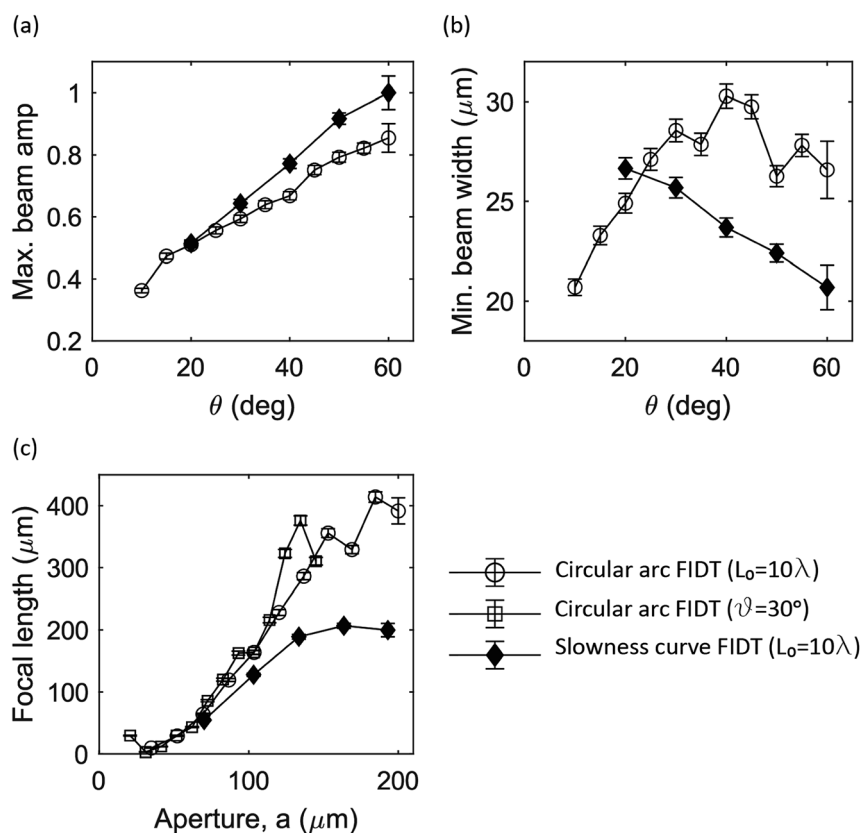 (a)
Max. beam amp
1
0.8
0.6
0.4
0.2
0 20 40 60
θ (deg)
(b)
Min. beam width (μm)
30
25
20
0 20 40 60
θ (deg)
(c)
Focal length (μm)
400
300
200
100
0
0 100 200
Aperture, a (μm)
Circular arc FIDT (L₀=10λ)
Circular arc FIDT (ϑ=30°)
Slowness curve FIDT (L₀=10λ)